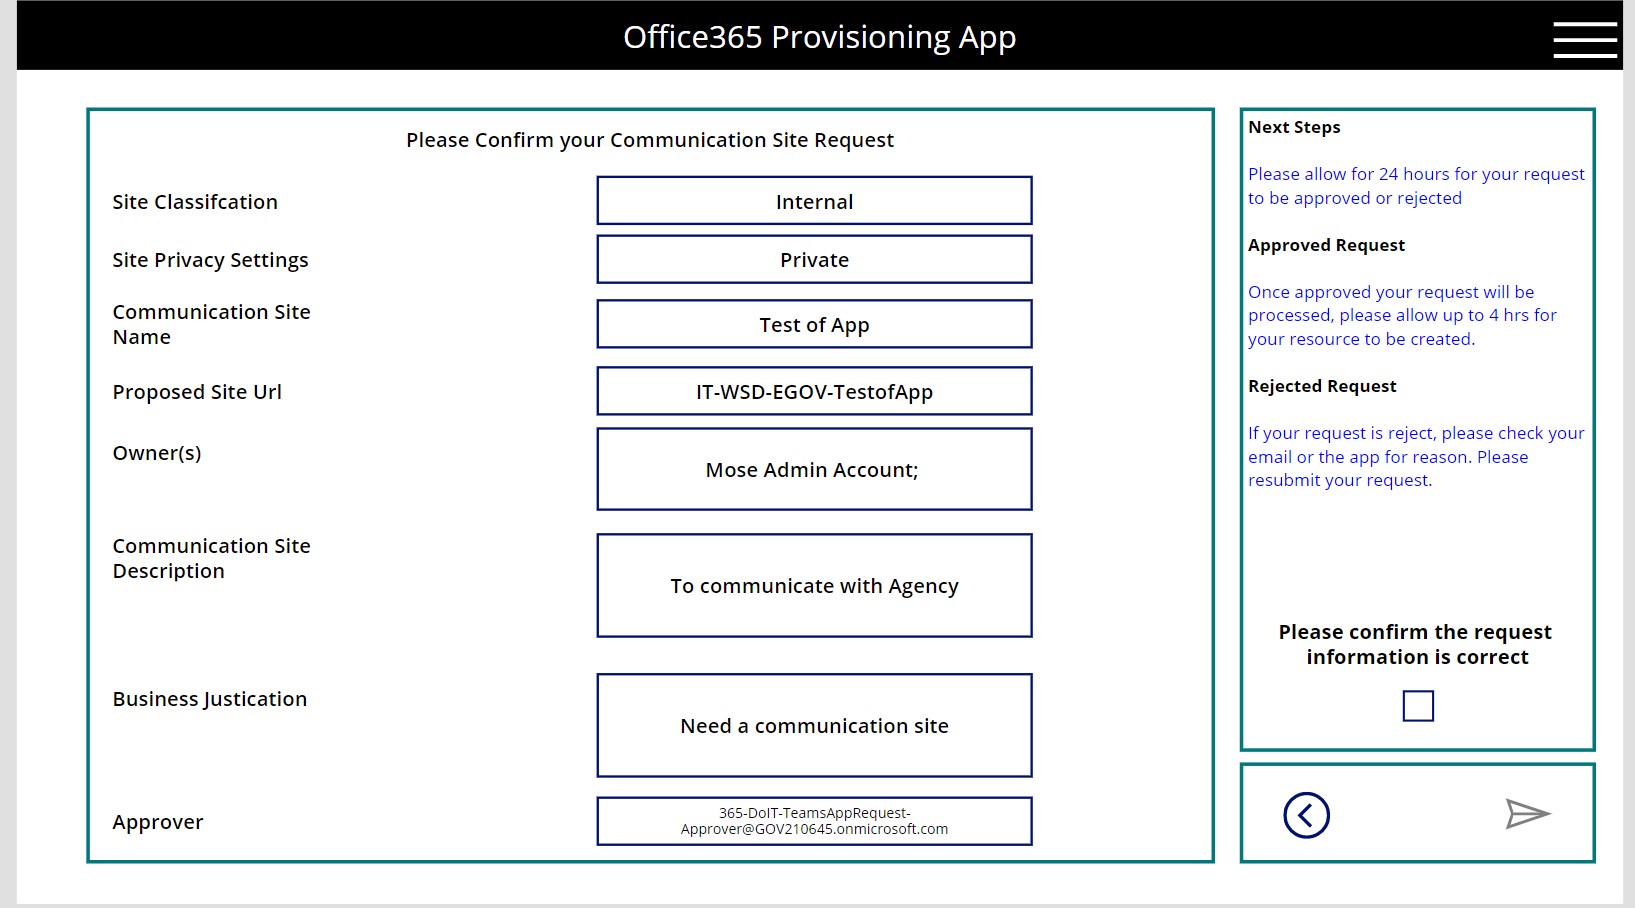 Office365 Provisioning App
Please Confirm your Communication Site Request
Site Classifcation
Internal
Site Privacy Settings
Private
Communication Site
Name
Test of App
Proposed Site Url
IT-WSD-EGOV-TestofApp
Owner(s)
Mose Admin Account;
Communication Site
Description
To communicate with Agency
Business Justication
Need a communication site
Approver
365-DoIT-TeamsAppRequest-
Approver@GOV210645.onmicrosoft.com
Next Steps
Please allow for 24 hours for your request
to be approved or rejected
Approved Request
Once approved your request will be
processed, please allow up to 4 hrs for
your resource to be created.
Rejected Request
If your request is reject, please check your
email or the app for reason. Please
resubmit your request.
Please confirm the request
information is correct